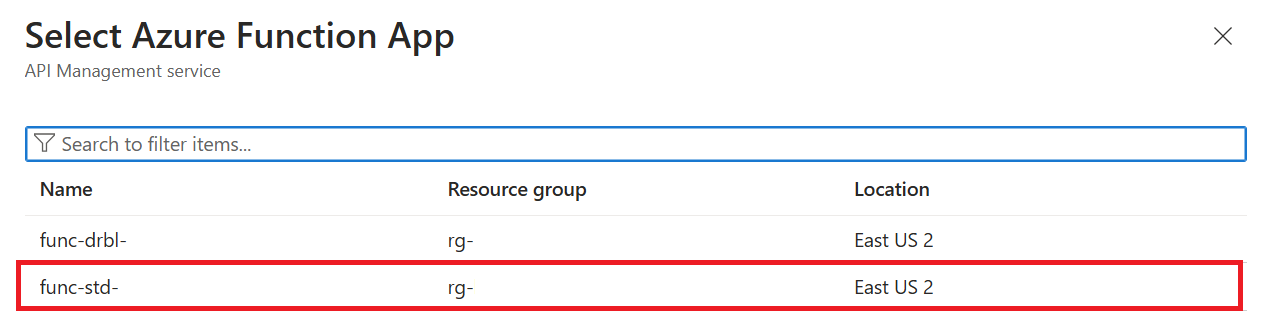 Select Azure Function App
API Management service
Search to filter items...
Name Resource group Location
func-drbl- rg- East US 2
func-std- rg- East US 2